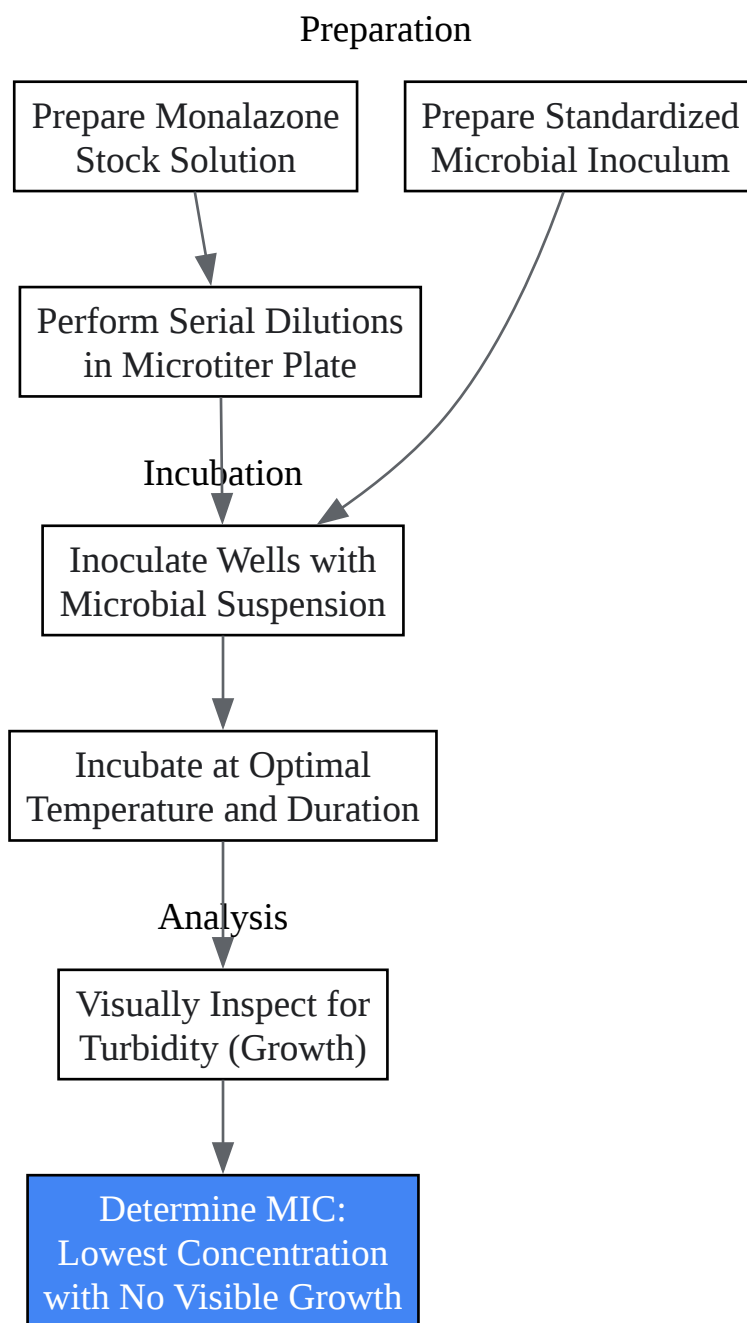 Preparation
Prepare Monalazone
Stock Solution
Prepare Standardized
Microbial Inoculum
Perform Serial Dilutions
in Microtiter Plate
Incubation
Inoculate Wells with
Microbial Suspension
Incubate at Optimal
Temperature and Duration
Analysis
Visually Inspect for
Turbidity (Growth)
Determine MIC:
Lowest Concentration
with No Visible Growth